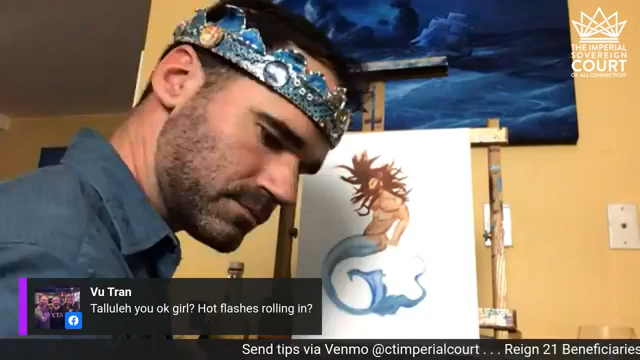 THE IMPERIAL
SOVEREIGN
COURT
OF ALL CONNECTICUT
Vu Tran
Talluleh you ok girl? Hot flashes rolling in?
Send tips via Venmo @ctimperialcourt . . . Reign 21 Beneficiaries